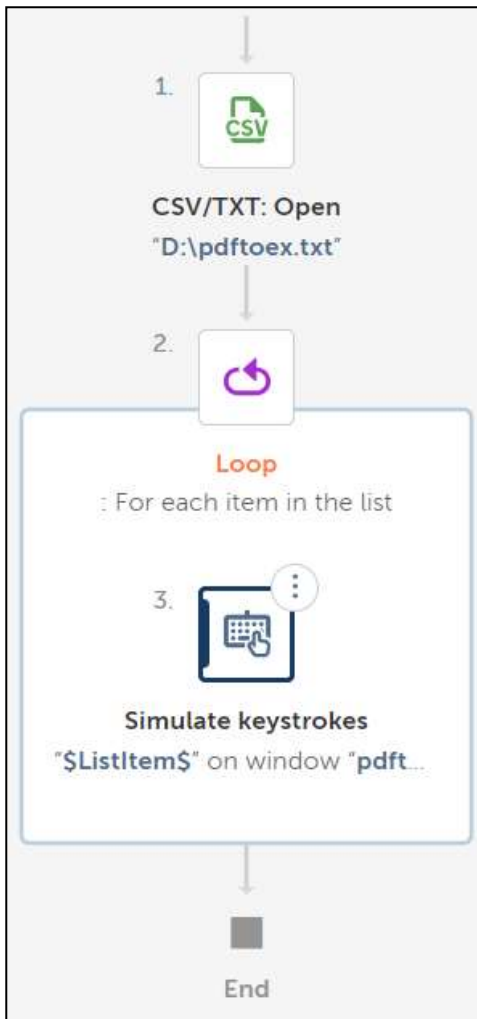 1.
CSV
CSV/TXT: Open
"D:\pdftoex.txt"
2.
Loop
: For each item in the list
3.
Simulate keystrokes
"$ListItem$" on window "pdft...
End